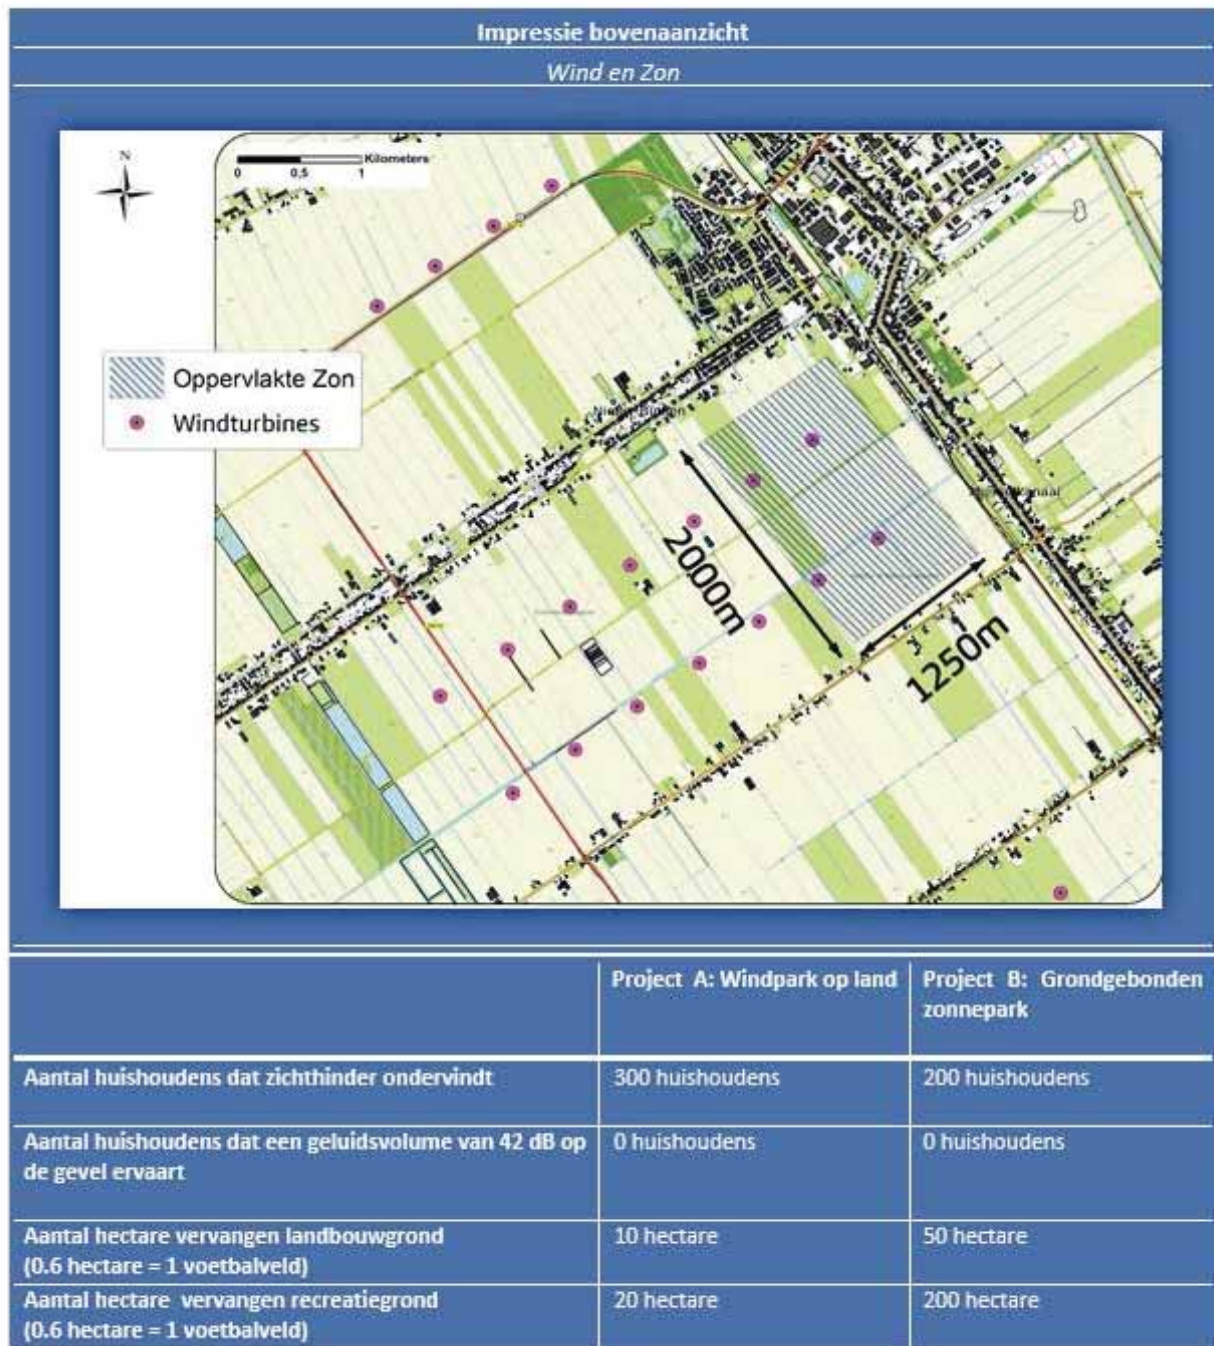 Impressie bovenaanzicht
Wind en Zon
N
Kilometers
0 0,5 1
Oppervlakte Zon
Windturbines
2000m
1250m
Project A: Windpark op land
Project B: Grondgebonden
zonnepark
Aantal huishoudens dat zichthinder ondervindt
300 huishoudens
200 huishoudens
Aantal huishoudens dat een geluidsvolume van 42 dB op
de gevel ervaart
0 huishoudens
0 huishoudens
Aantal hectare vervangen landbouwgrond
(0.6 hectare = 1 voetbalveld)
10 hectare
50 hectare
Aantal hectare vervangen recreatiegrond
(0.6 hectare = 1 voetbalveld)
20 hectare
200 hectare